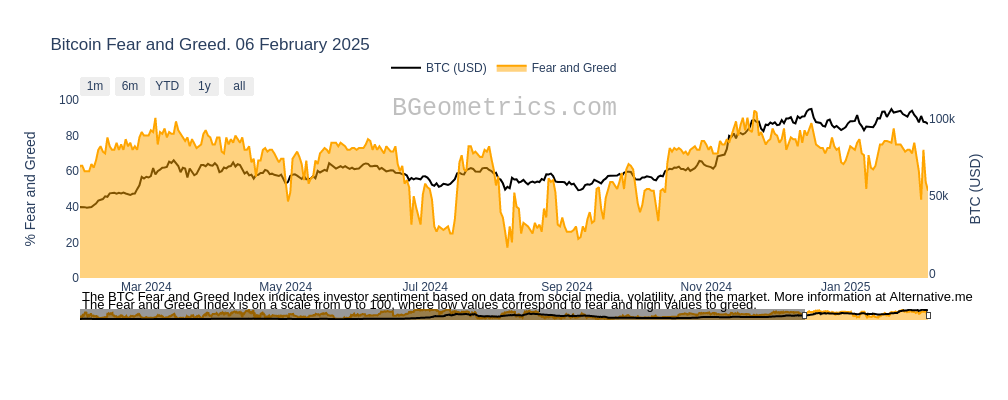 Bitcoin Fear and Greed. 06 February 2025
BTC (USD) Fear and Greed
1m 6m YTD 1y all
BGeometrics.com
% Fear and Greed
100
80
60
40
20
0
100k
50k
0
BTC (USD)
Mar 2024 May 2024 Jul 2024 Sep 2024 Nov 2024 Jan 2025
The BTC Fear and Greed Index indicates investor sentiment based on data from social media, volatility, and the market. More information at Alternative.me
The Fear and Greed Index is on a scale from 0 to 100, where low values correspond to fear and high values to greed.